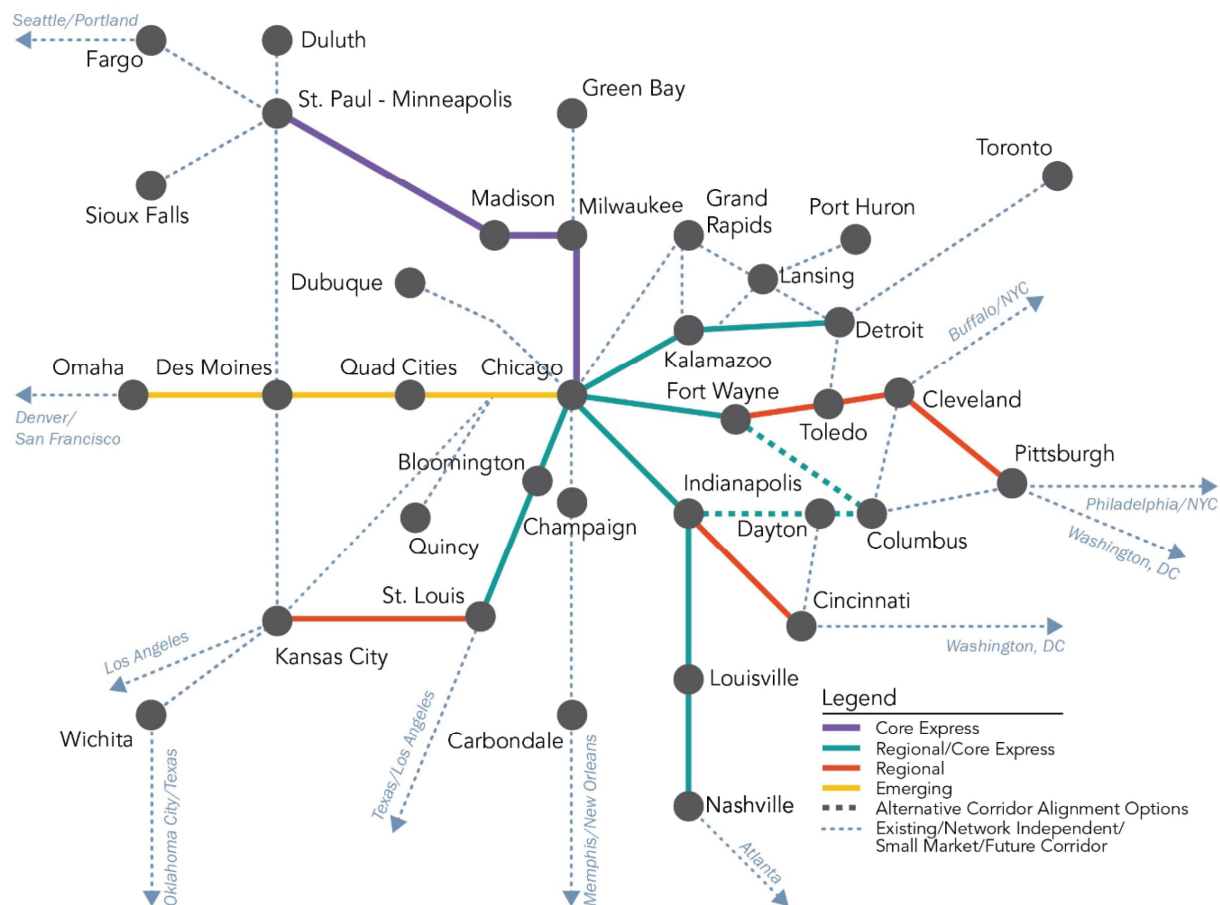 Seattle/Portland
Fargo
Duluth
St. Paul - Minneapolis
Green Bay
Toronto
Sioux Falls
Madison
Milwaukee
Grand
Rapids
Port Huron
Dubuque
Lansing
Buffalo/NYC
Detroit
Kalamazoo
Omaha
Des Moines
Quad Cities
Chicago
Fort Wayne
Cleveland
Denver/
San Francisco
Toledo
Bloomington
Pittsburgh
Indianapolis
Philadelphia/NYC
Champaign
Dayton
Columbus
Quincy
Washington, DC
St. Louis
Cincinnati
Washington, DC
Kansas City
Los Angeles
Louisville
Wichita
Carbondale
Nashville
Oklahoma City/Texas
Texas/Los Angeles
Memphis/New Orleans
Atlanta
Legend
Core Express
Regional/Core Express
Regional
Emerging
Alternative Corridor Alignment Options
Existing/Network Independent/
Small Market/Future Corridor